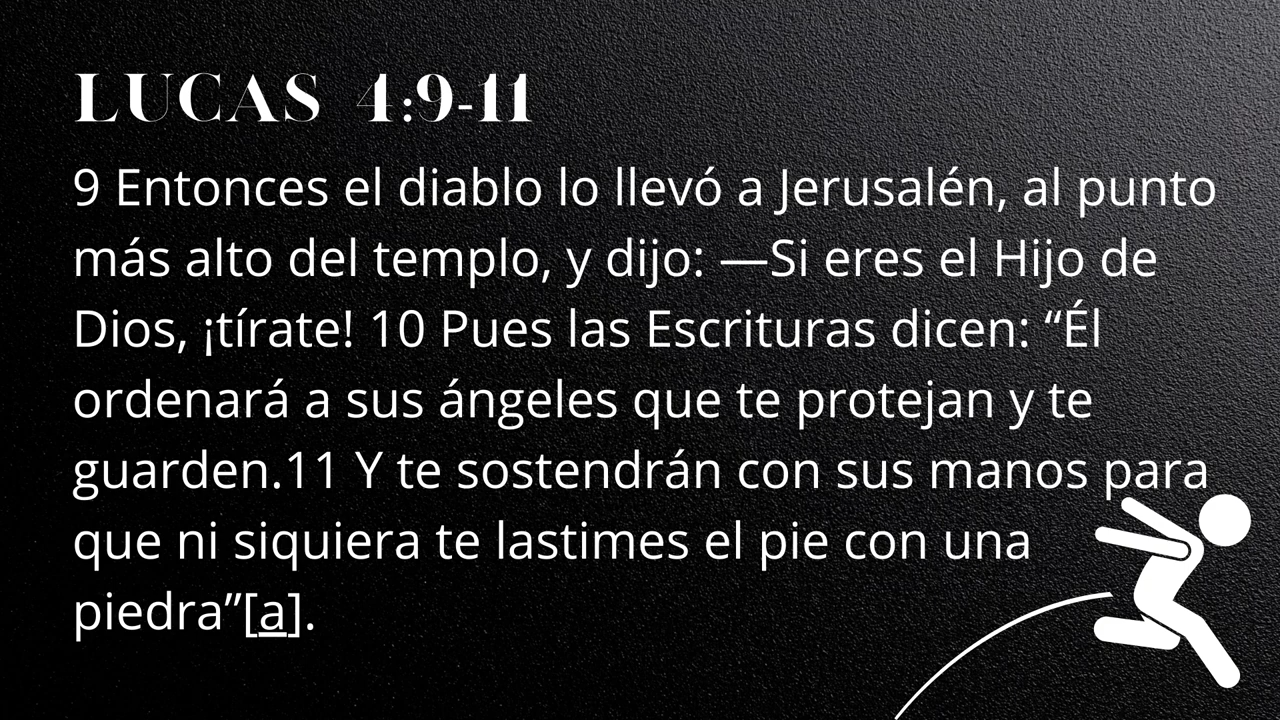 LUCAS 4:9-11
9 Entonces el diablo lo llevó a Jerusalén, al punto
más alto del templo, y dijo: —Si eres el Hijo de
Dios, ¡tírate! 10 Pues las Escrituras dicen: “Él
ordenará a sus ángeles que te protejan y te
guarden.11 Y te sostendrán con sus manos para
que ni siquiera te lastimes el pie con una
piedra”[a].